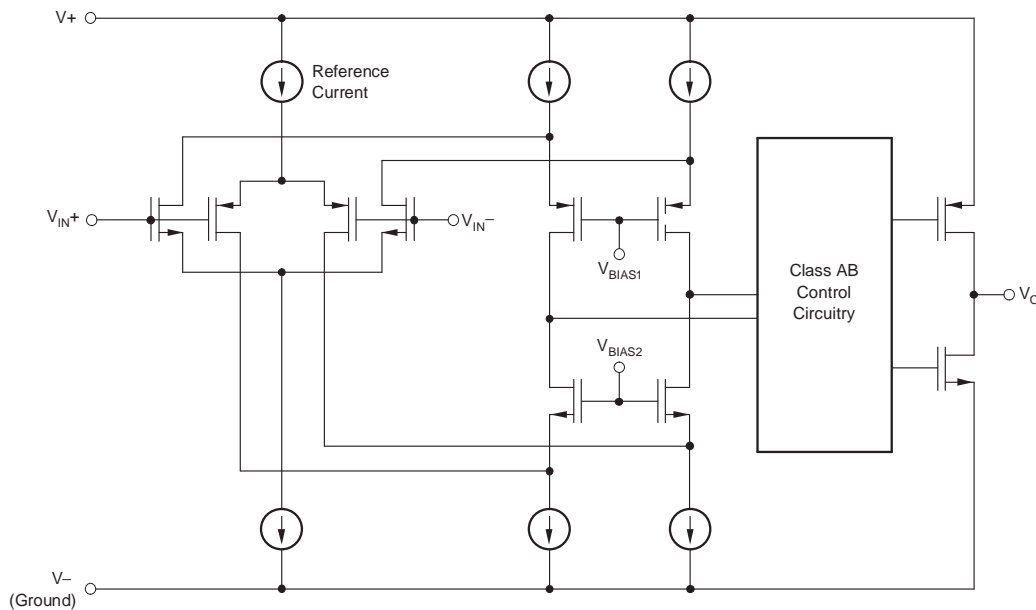 V+
Reference
Current
VIN+
VIN−
VBIAS1
VBIAS2
Class AB
Control
Circuitry
VO
V−
(Ground)